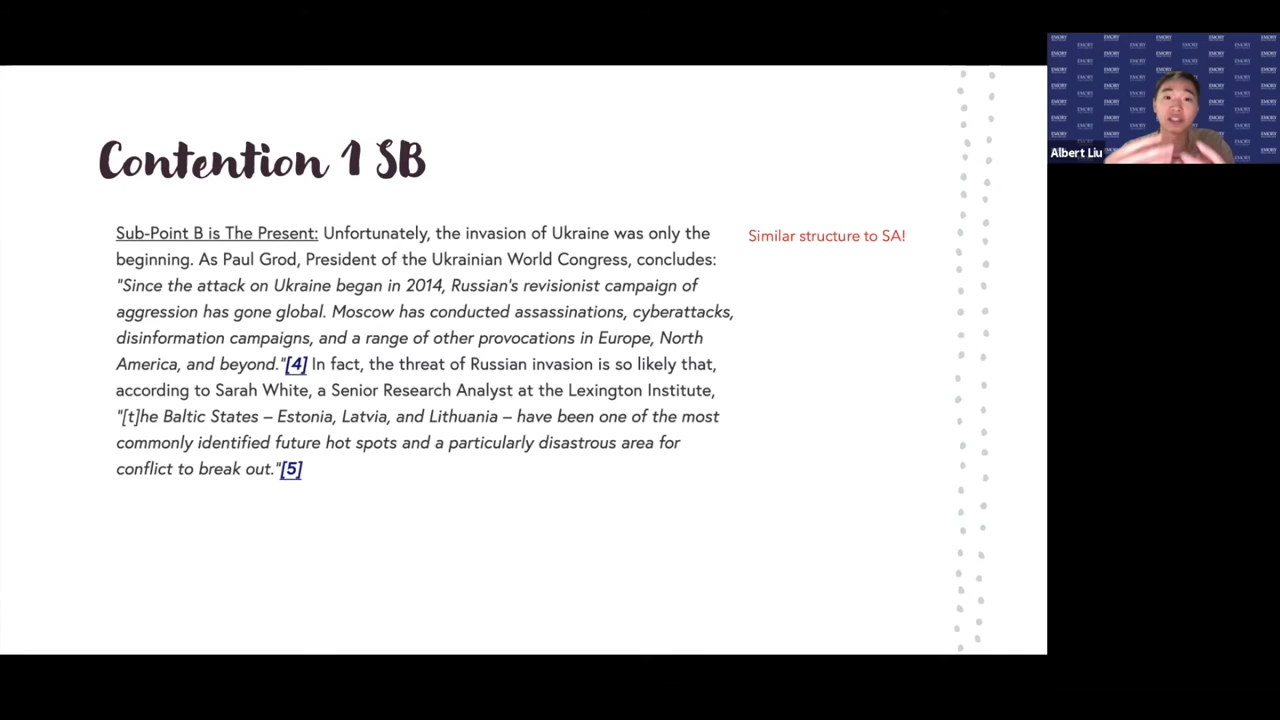 Contention 1 SB
Sub-Point B is The Present: Unfortunately, the invasion of Ukraine was only the
beginning. As Paul Grod, President of the Ukrainian World Congress, concludes:
"Since the attack on Ukraine began in 2014, Russian's revisionist campaign of
aggression has gone global. Moscow has conducted assassinations, cyberattacks,
disinformation campaigns, and a range of other provocations in Europe, North
America, and beyond."[4] In fact, the threat of Russian invasion is so likely that,
according to Sarah White, a Senior Research Analyst at the Lexington Institute,
"[t]he Baltic States – Estonia, Latvia, and Lithuania – have been one of the most
commonly identified future hot spots and a particularly disastrous area for
conflict to break out."[5]
Similar structure to SA!
EMORY
Albert Liu